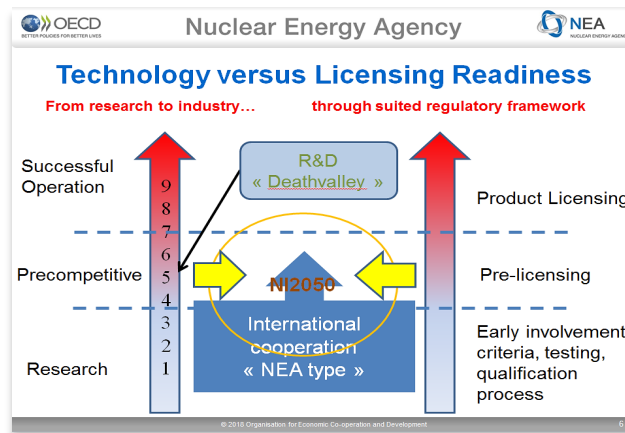 OECD
BETTER POLICIES FOR BETTER LIVES
Nuclear Energy Agency
NEA
NUCLEAR ENERGY AGEN
Technology versus Licensing Readiness
From research to industry…
through suited regulatory framework
R&D
« Deathvalley »
Successful
Operation
9
8
7
6
5
4
3
2
1
Product Licensing
Precompetitive
NI2050
Pre-licensing
International
cooperation
« NEA type »
Early involvement
criteria, testing,
qualification
process
Research
© 2016 Organisation for Economic Co-operation and Development
6